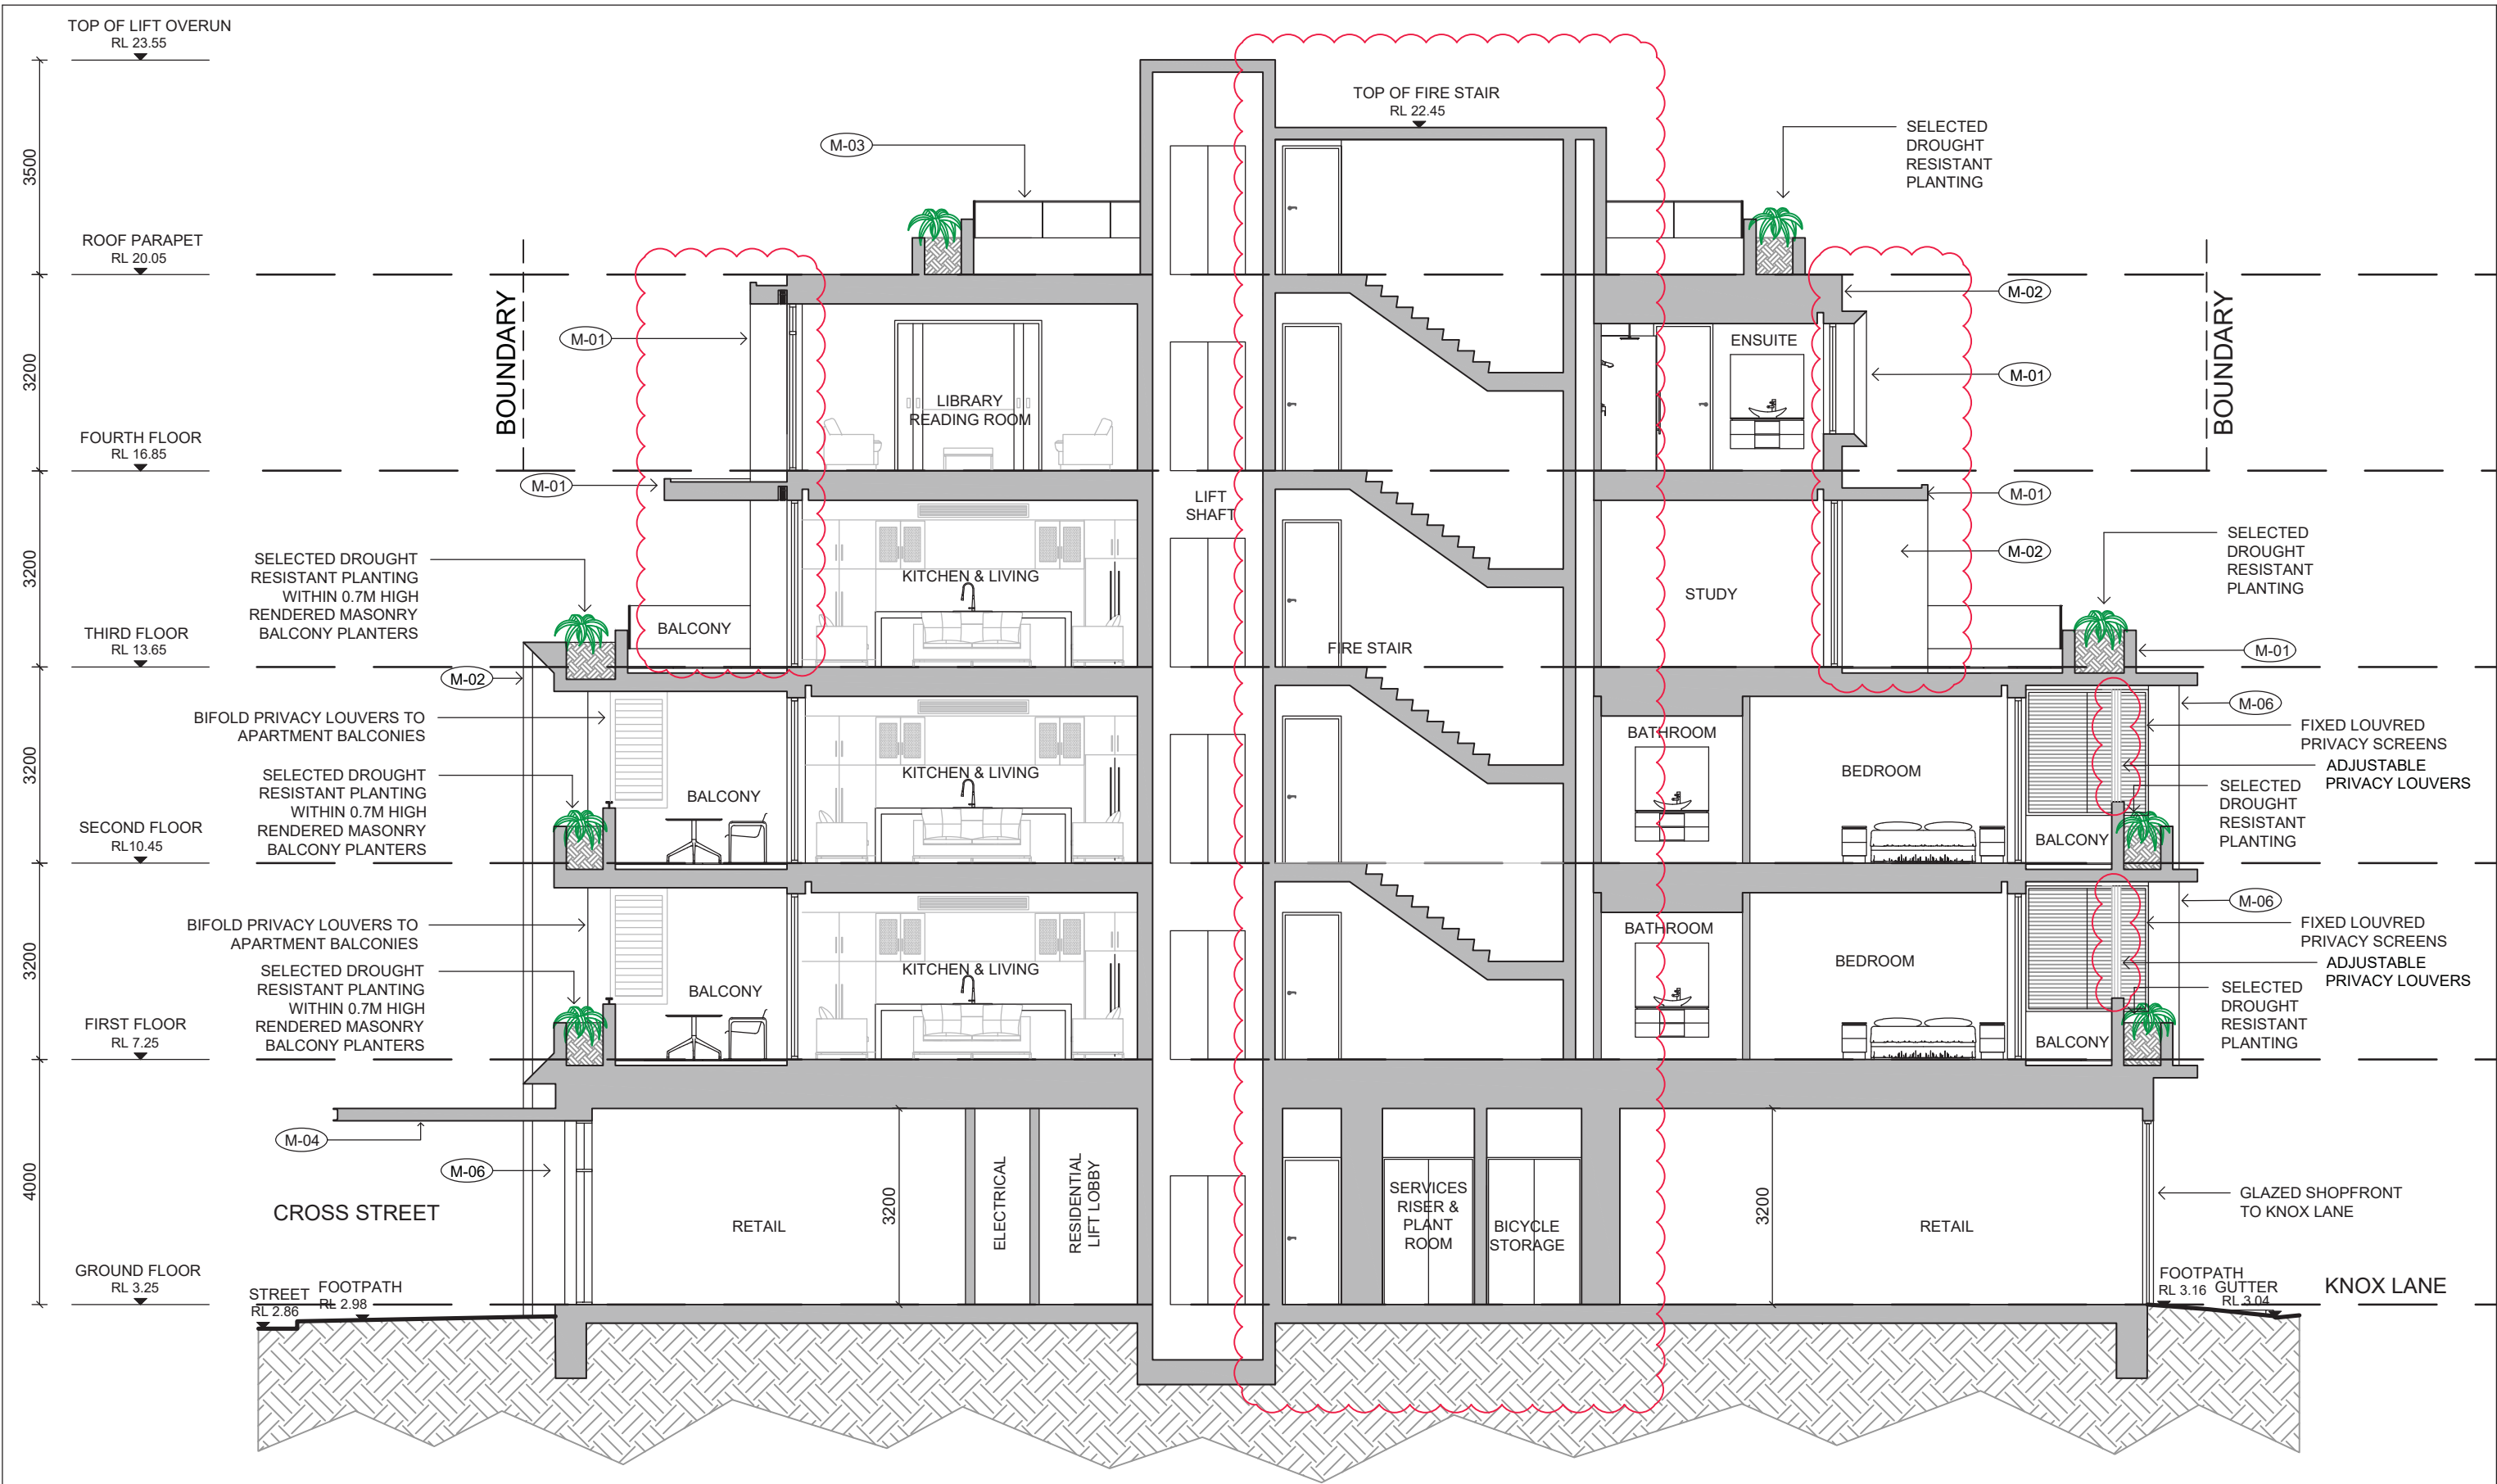 TOP OF LIFT OVERUN
RL 23.55
3500
ROOF PARAPET
RL 20.05
3200
FOURTH FLOOR
RL 16.85
3200
THIRD FLOOR
RL 13.65
3200
SECOND FLOOR
RL10.45
3200
FIRST FLOOR
RL 7.25
4000
GROUND FLOOR
RL 3.25
STREET
RL 2.86
FOOTPATH
RL 2.98
CROSS STREET
BOUNDARY
M-03
M-01
M-01
SELECTED DROUGHT
RESISTANT PLANTING
WITHIN 0.7M HIGH
RENDERED MASONRY
BALCONY PLANTERS
M-02
BIFOLD PRIVACY LOUVERS TO
APARTMENT BALCONIES
SELECTED DROUGHT
RESISTANT PLANTING
WITHIN 0.7M HIGH
RENDERED MASONRY
BALCONY PLANTERS
BIFOLD PRIVACY LOUVERS TO
APARTMENT BALCONIES
SELECTED DROUGHT
RESISTANT PLANTING
WITHIN 0.7M HIGH
RENDERED MASONRY
BALCONY PLANTERS
M-04
M-06
LIBRARY
READING ROOM
BALCONY
KITCHEN & LIVING
BALCONY
KITCHEN & LIVING
BALCONY
KITCHEN & LIVING
RETAIL
3200
ELECTRICAL
RESIDENTIAL
LIFT LOBBY
LIFT
SHAFT
TOP OF FIRE STAIR
RL 22.45
FIRE STAIR
SERVICES
RISER &
PLANT
ROOM
BICYCLE
STORAGE
ENSUITE
STUDY
BATHROOM
BEDROOM
BALCONY
BATHROOM
BEDROOM
BALCONY
3200
RETAIL
SELECTED
DROUGHT
RESISTANT
PLANTING
M-02
M-01
BOUNDARY
M-01
M-02
SELECTED
DROUGHT
RESISTANT
PLANTING
M-01
M-06
FIXED LOUVRED
PRIVACY SCREENS
ADJUSTABLE
PRIVACY LOUVERS
SELECTED
DROUGHT
RESISTANT
PLANTING
M-06
FIXED LOUVRED
PRIVACY SCREENS
ADJUSTABLE
PRIVACY LOUVERS
SELECTED
DROUGHT
RESISTANT
PLANTING
GLAZED SHOPFRONT
TO KNOX LANE
FOOTPATH
RL 3.16
GUTTER
RL 3.04
KNOX LANE